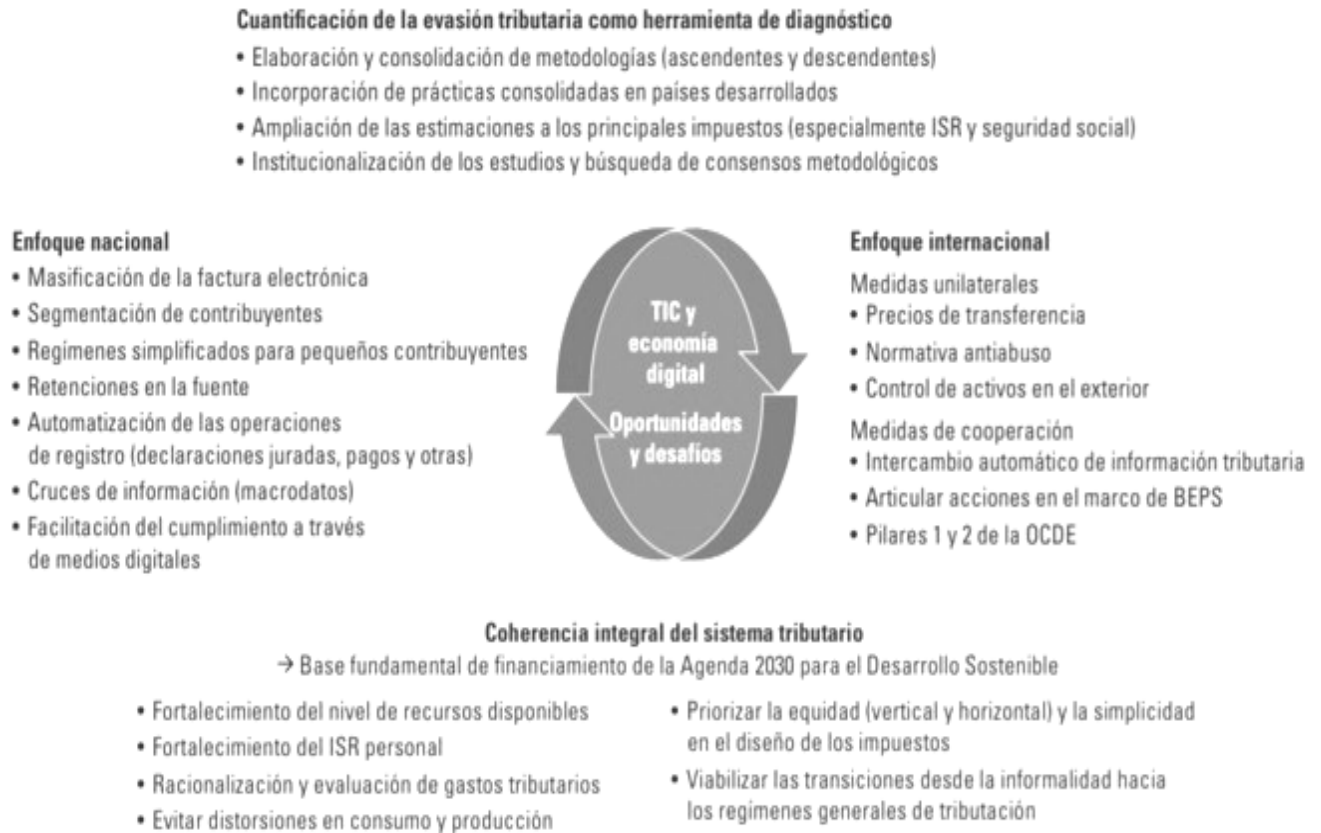 Cuantificación de la evasión tributaria como herramienta de diagnóstico
• Elaboración y consolidación de metodologías (ascendentes y descendentes)
• Incorporación de prácticas consolidadas en países desarrollados
• Ampliación de las estimaciones a los principales impuestos (especialmente ISR y seguridad social)
• Institucionalización de los estudios y búsqueda de consensos metodológicos
Enfoque nacional
• Masificación de la factura electrónica
• Segmentación de contribuyentes
• Regímenes simplificados para pequeños contribuyentes
• Retenciones en la fuente
• Automatización de las operaciones
de registro (declaraciones juradas, pagos y otras)
• Cruces de información (macrodatos)
• Facilitación del cumplimiento a través
de medios digitales
TIC y
economía
digital
Oportunidades
y desafíos
Enfoque internacional
Medidas unilaterales
• Precios de transferencia
• Normativa antiabuso
• Control de activos en el exterior
Medidas de cooperación
• Intercambio automático de información tributaria
• Articular acciones en el marco de BEPS
• Pilares 1 y 2 de la OCDE
Coherencia integral del sistema tributario
→ Base fundamental de financiamiento de la Agenda 2030 para el Desarrollo Sostenible
• Fortalecimiento del nivel de recursos disponibles
• Fortalecimiento del ISR personal
• Racionalización y evaluación de gastos tributarios
• Evitar distorsiones en consumo y producción
• Priorizar la equidad (vertical y horizontal) y la simplicidad
en el diseño de los impuestos
• Viabilizar las transiciones desde la informalidad hacia
los regímenes generales de tributación